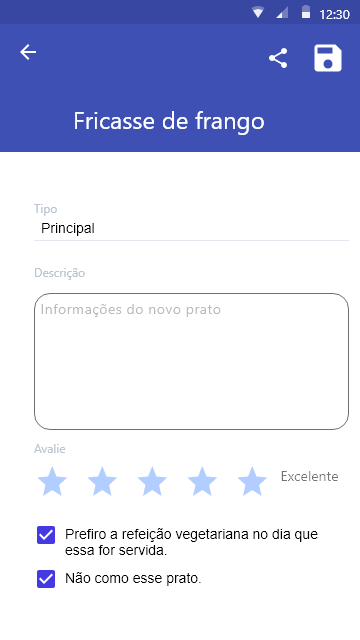 12:30
Fricasse de frango
Tipo
Principal
Descrição
Informações do novo prato
Avalie
Excelente
Prefiro a refeição vegetariana no dia que
essa for servida.
Não como esse prato.